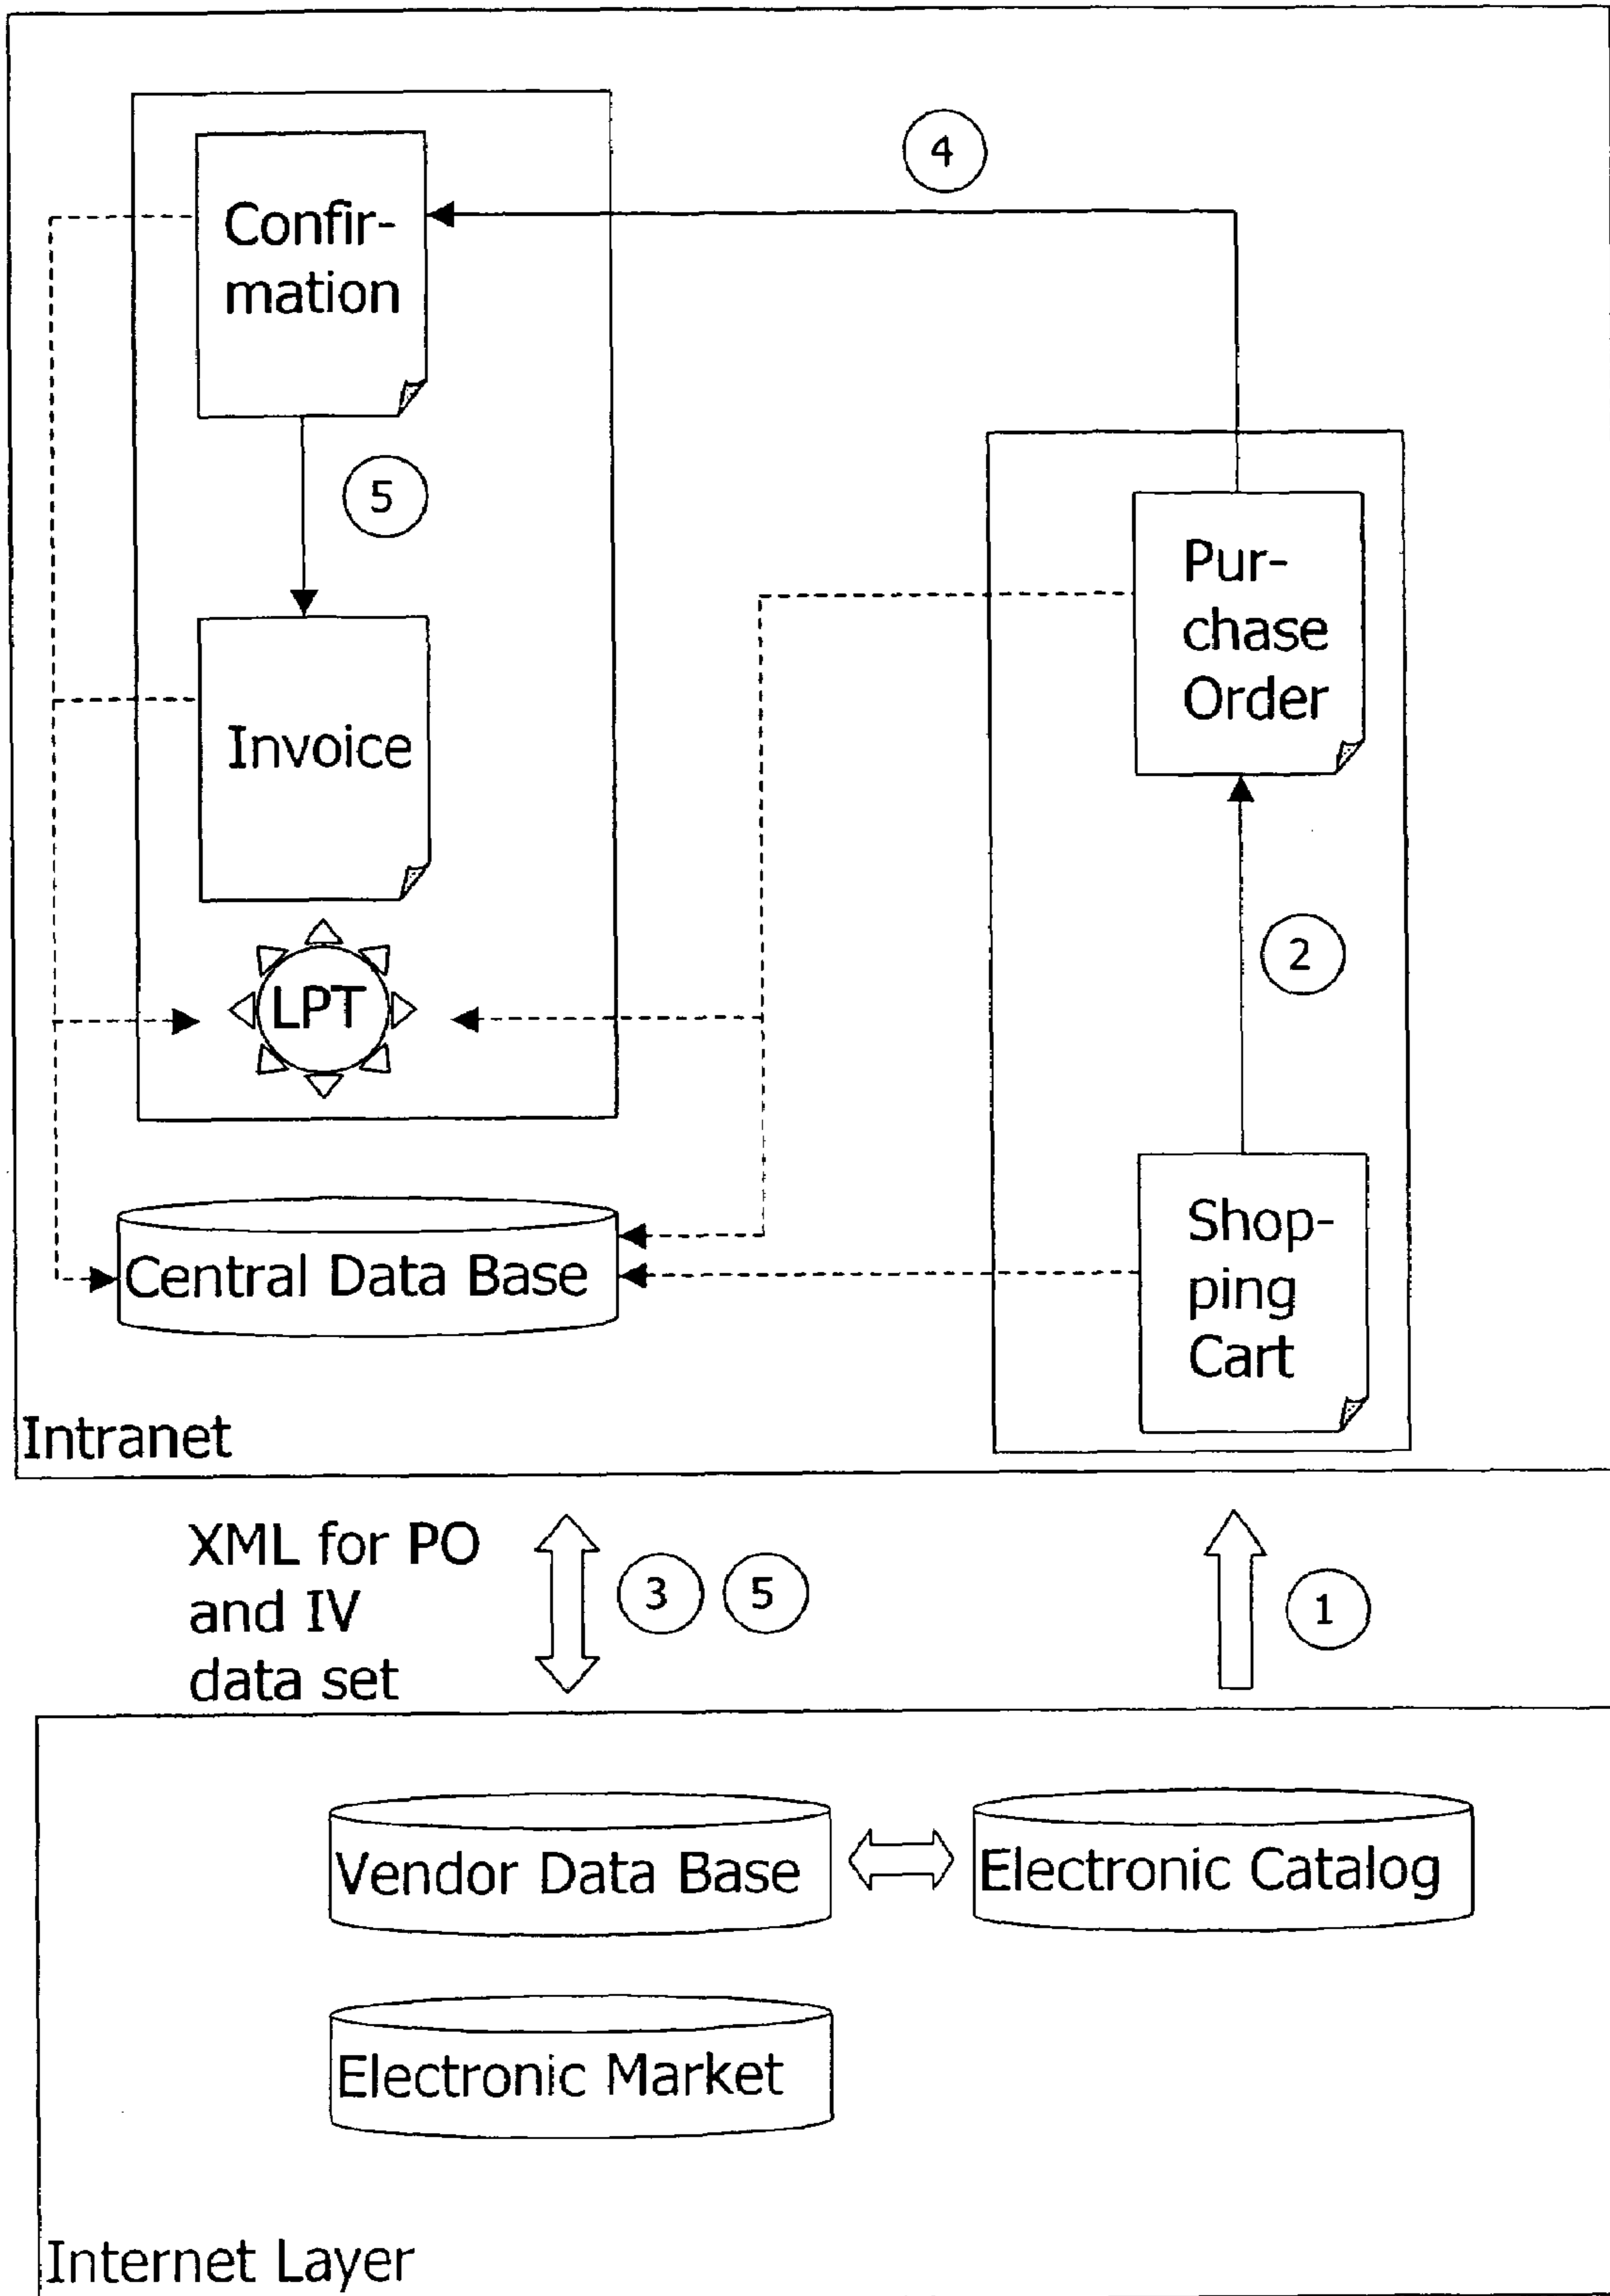 4
Confir-
mation
5
Pur-
chase
Order
Invoice
2
LPT
Shop-
ping
Cart
Central Data Base
Intranet
XML for PO
and IV
data set
3
5
1
Vendor Data Base
Electronic Catalog
Electronic Market
Internet Layer